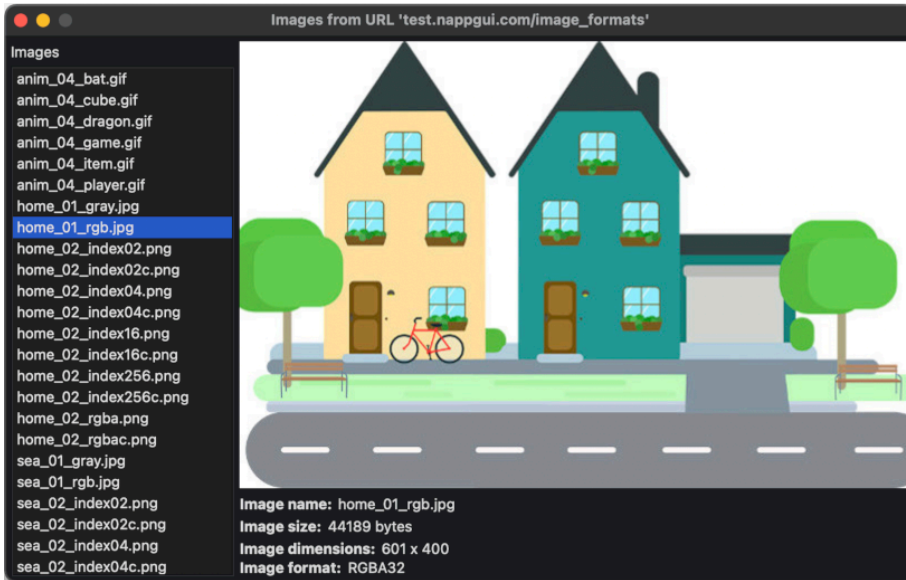 Images from URL 'test.nappgui.com/image_formats'
Images
anim_04_bat.gif
anim_04_cube.gif
anim_04_dragon.gif
anim_04_game.gif
anim_04_item.gif
anim_04_player.gif
home_01_gray.jpg
home_01_rgb.jpg
home_02_index02.png
home_02_index02c.png
home_02_index04.png
home_02_index04c.png
home_02_index16.png
home_02_index16c.png
home_02_index256.png
home_02_index256c.png
home_02_rgba.png
home_02_rgbac.png
sea_01_gray.jpg
sea_01_rgb.jpg
sea_02_index02.png
sea_02_index02c.png
sea_02_index04.png
sea_02_index04c.png
Image name: home_01_rgb.jpg
Image size: 44189 bytes
Image dimensions: 601 x 400
Image format: RGBA32